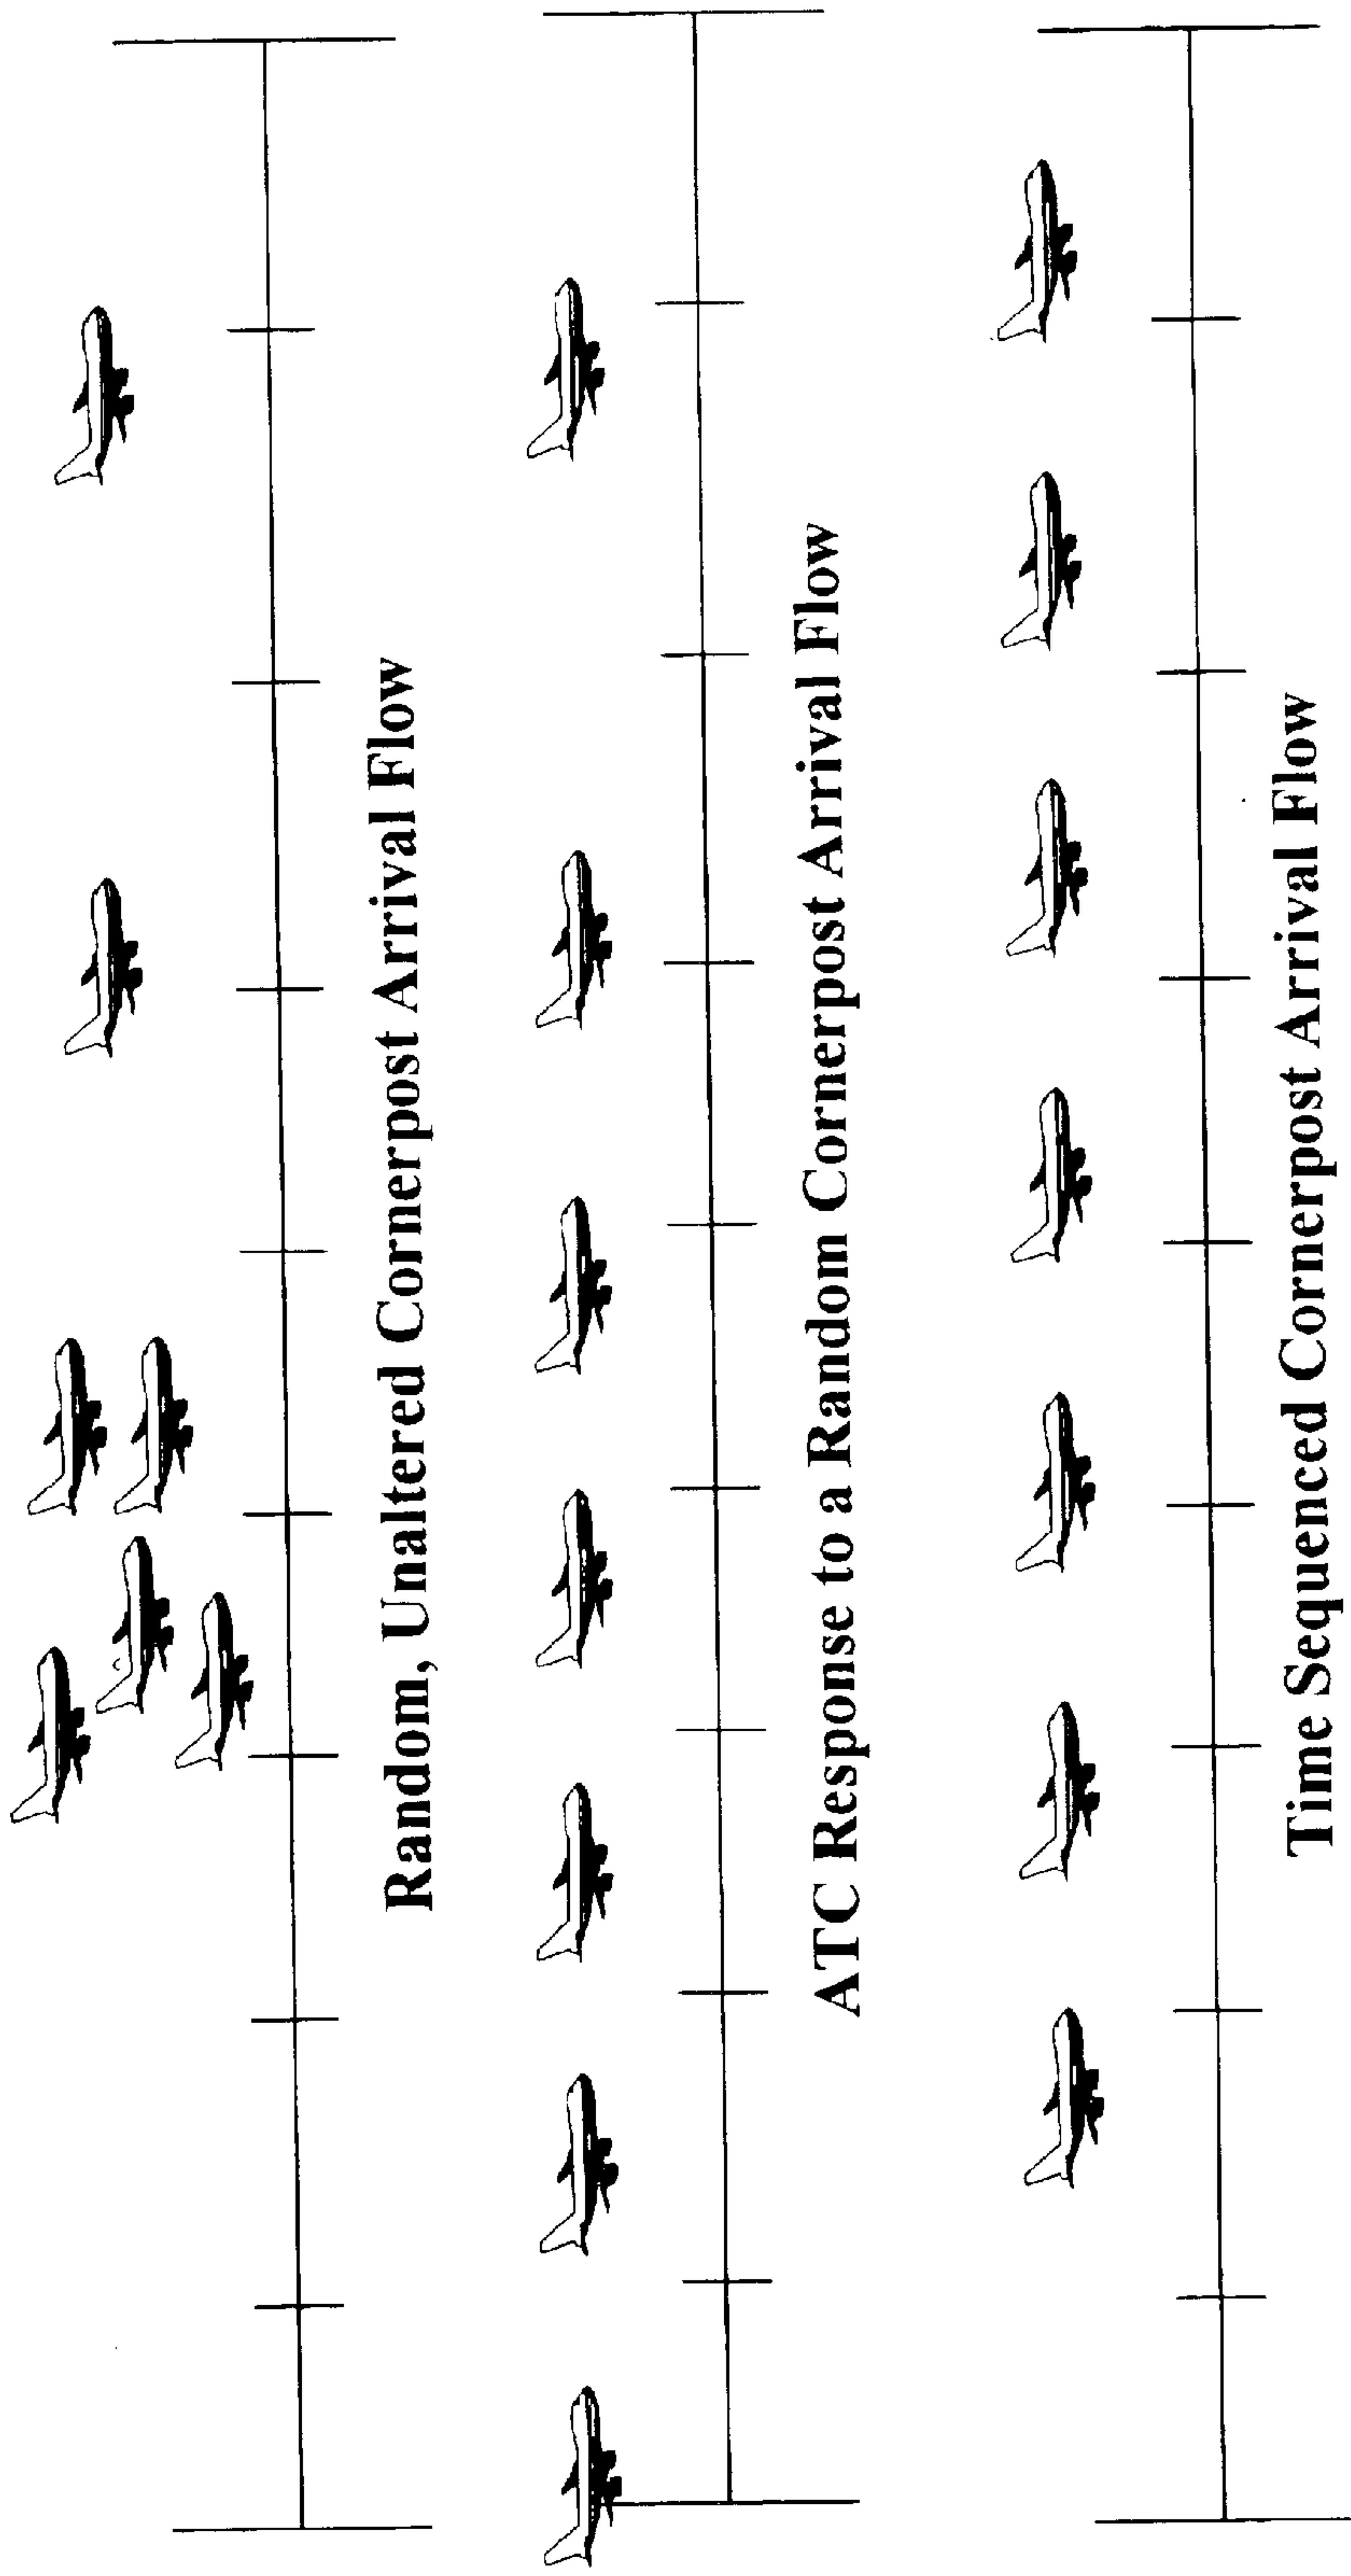 Random, Unaltered Cornerpost Arrival Flow
ATC Response to a Random Cornerpost Arrival Flow
Time Sequenced Cornerpost Arrival Flow